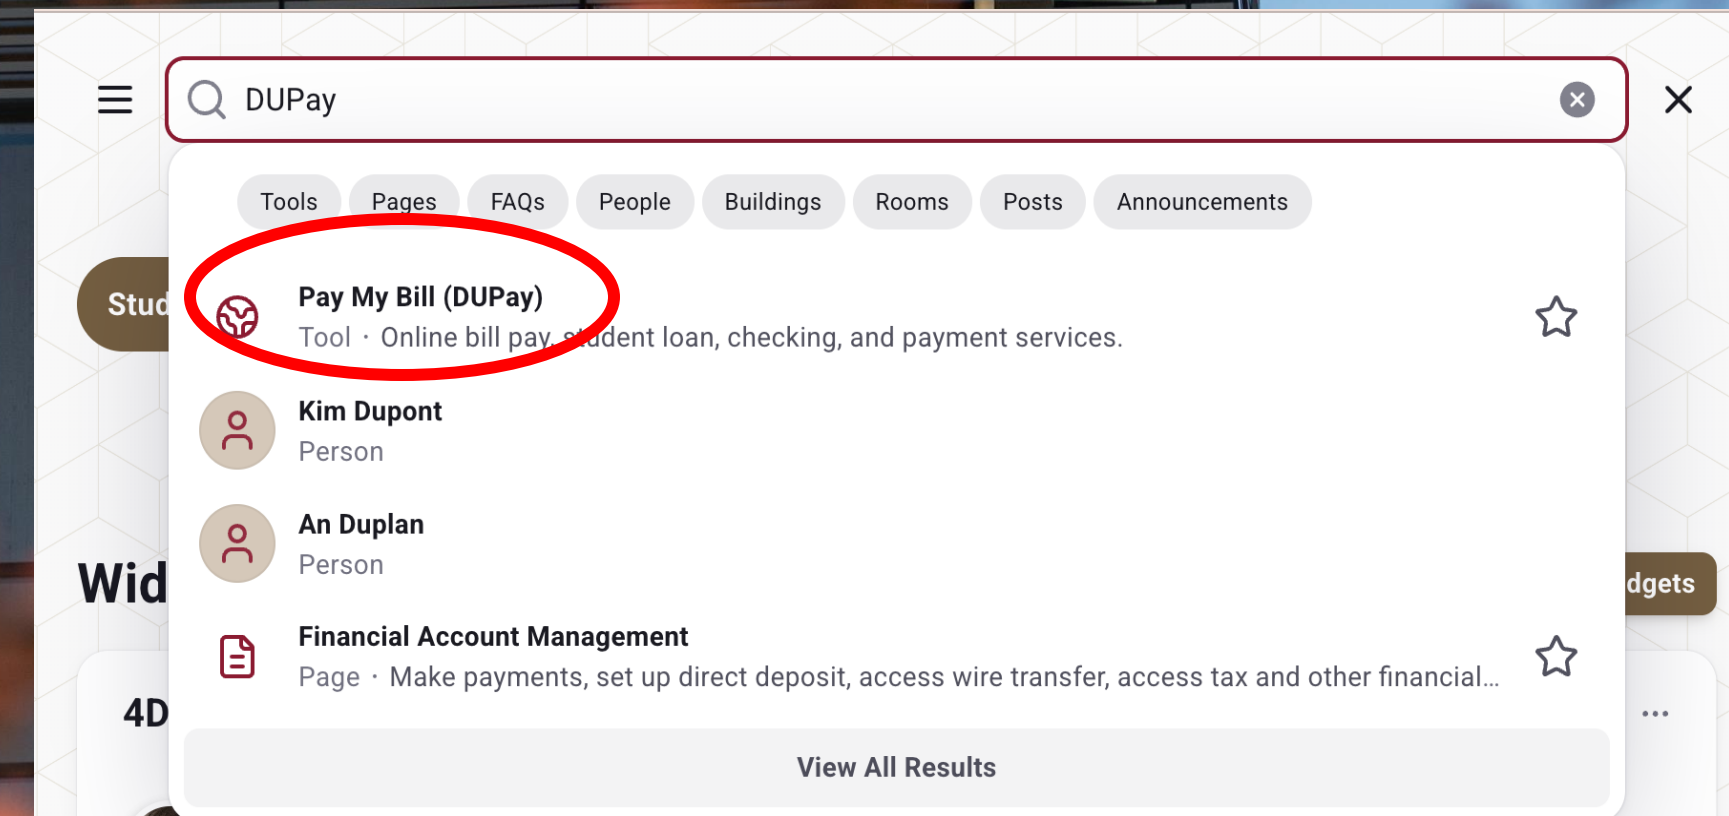 DUPay
Tools Pages FAQs People Buildings Rooms Posts Announcements
Stud
Pay My Bill (DUPay)
Tool · Online bill pay, student loan, checking, and payment services.
Kim Dupont
Person
An Duplan
Person
Wid
dgets
Financial Account Management
Page · Make payments, set up direct deposit, access wire transfer, access tax and other financial...
4D
View All Results